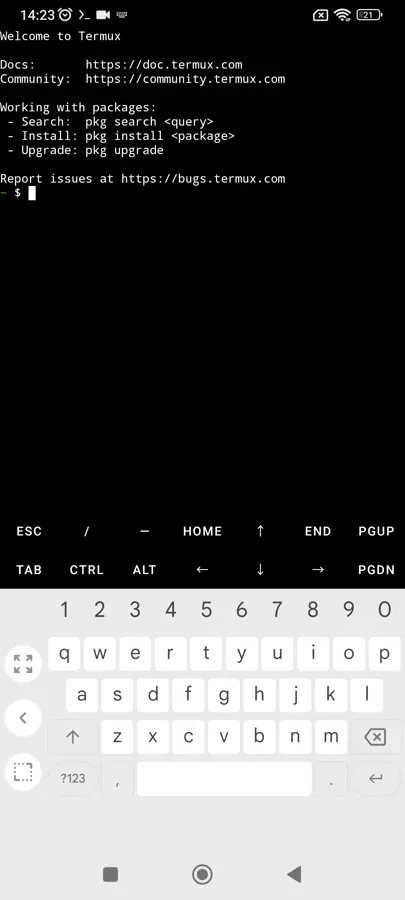 14:23
21
Welcome to Termux
Docs: https://doc.termux.com
Community: https://community.termux.com
Working with packages:
- Search: pkg search <query>
- Install: pkg install <package>
- Upgrade: pkg upgrade
Report issues at https://bugs.termux.com
~ $
ESC / — HOME ↑ END PGUP
TAB CTRL ALT ← ↓ → PGDN
1 2 3 4 5 6 7 8 9 0
q w e r t y u i o p
a s d f g h j k l
z x c v b n m
?123 , .